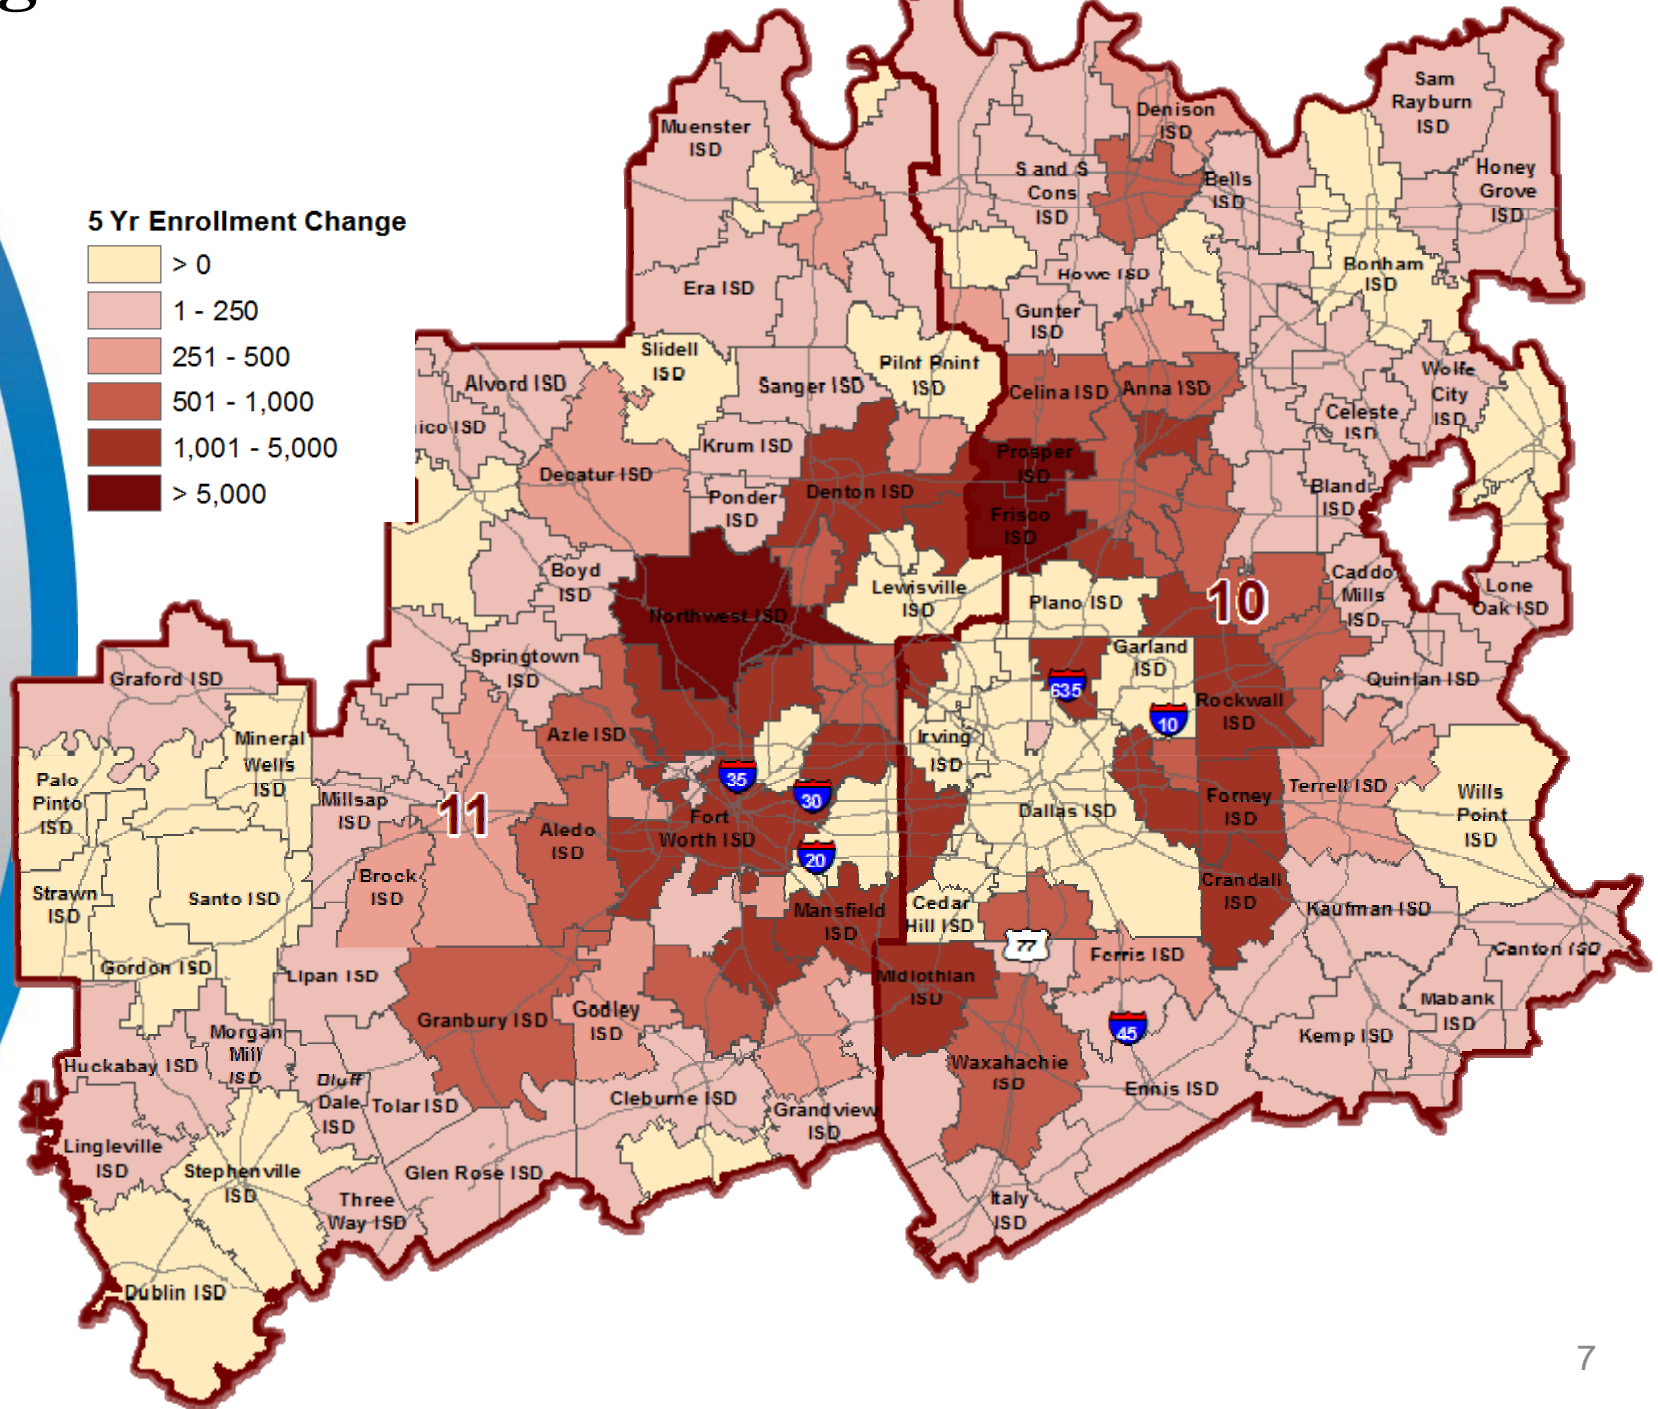 g
5 Yr Enrollment Change
> 0
1 - 250
251 - 500
501 - 1,000
1,001 - 5,000
> 5,000
Sam
Rayburn
ISD
Denison
ISD
Muenster
ISD
S and S
Cons
ISD
Bells
ISD
Honey
Grove
ISD
Era ISD
Howe ISD
Bonham
ISD
Gunter
ISD
Slidell
ISD
Pilot Point
ISD
Alvord ISD
Sanger ISD
Celina ISD
Anna ISD
Wolfe
City
ISD
Celeste
ISD
ico ISD
Krum ISD
Prosper
ISD
Decatur ISD
Ponder
ISD
Denton ISD
Bland
ISD
Frisco
ISD
Boyd
ISD
Lewisville
ISD
Plano ISD
10
Caddo
Mills
ISD
Lone
Oak ISD
Northwest ISD
Garland
ISD
Springtown
ISD
Graford ISD
635
Quinlan ISD
Rockwall
ISD
10
Azle ISD
Irving
ISD
Mineral
Wells
ISD
35
Palo
Pinto
ISD
Millsap
ISD
11
30
Terrell ISD
Wills
Point
ISD
Forney
ISD
Dallas ISD
Fort
Worth ISD
Aledo
ISD
20
Brock
ISD
Strawn
ISD
Santo ISD
Crandall
ISD
Mansfield
ISD
Cedar
Hill ISD
Kaufman ISD
77
Ferris ISD
Canton ISD
Gordon ISD
Lipan ISD
Midlothian
ISD
Mabank
ISD
Granbury ISD
Godley
ISD
45
Kemp ISD
Morgan
Mill
ISD
Huckabay ISD
Waxahachie
ISD
Ennis ISD
Bluff
Dale
ISD
Tolar ISD
Cleburne ISD
Grandview
ISD
Lingleville
ISD
Stephenville
ISD
Glen Rose ISD
Three
Way ISD
Italy
ISD
Dublin ISD
7